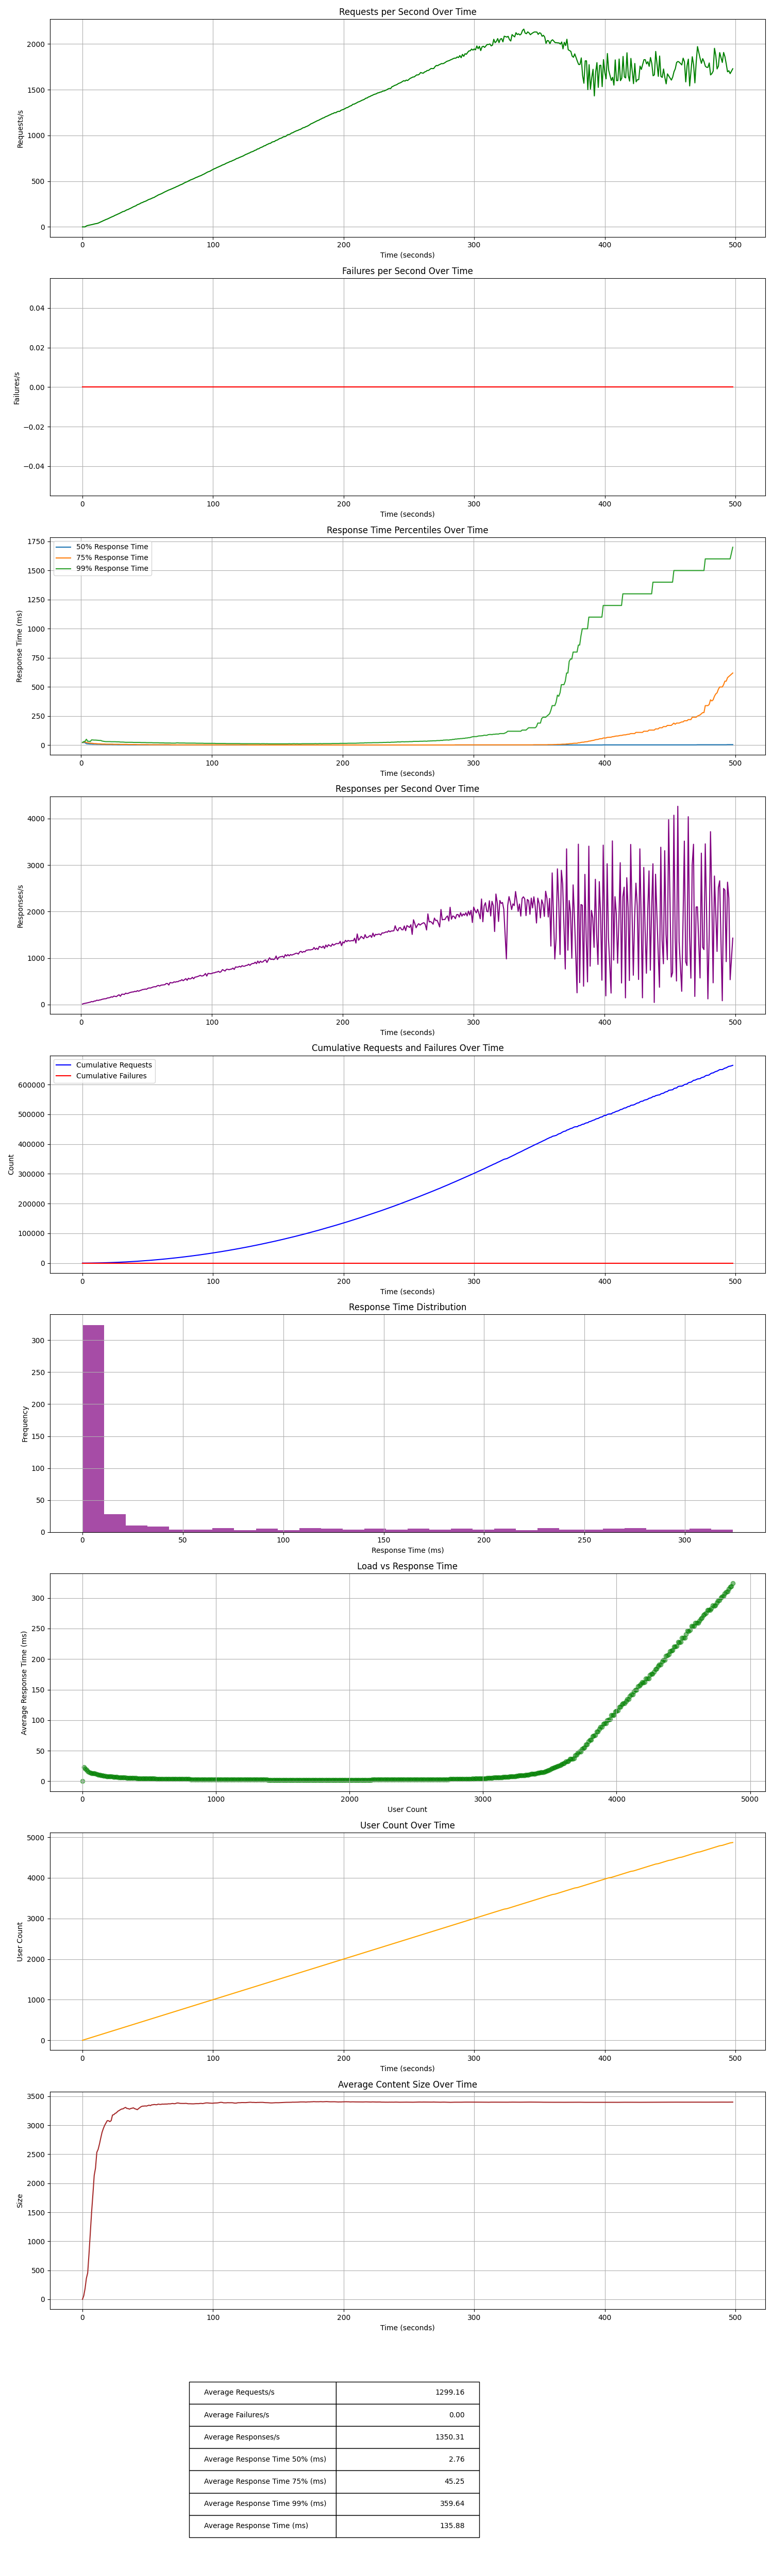 Requests per Second Over Time
2000
1500
1000
500
0
Requests/s
0 100 200 300 400 500
Time (seconds)
Failures per Second Over Time
0.04
0.02
0.00
−0.02
−0.04
Failures/s
0 100 200 300 400 500
Time (seconds)
Response Time Percentiles Over Time
50% Response Time
75% Response Time
99% Response Time
1750
1500
1250
1000
750
500
250
0
Response Time (ms)
0 100 200 300 400 500
Time (seconds)
Responses per Second Over Time
4000
3000
2000
1000
0
Responses/s
0 100 200 300 400 500
Time (seconds)
Cumulative Requests and Failures Over Time
Cumulative Requests
Cumulative Failures
600000
500000
400000
300000
200000
100000
0
Count
0 100 200 300 400 500
Time (seconds)
Response Time Distribution
300
250
200
150
100
50
0
Frequency
0 50 100 150 200 250 300
Response Time (ms)
Load vs Response Time
300
250
200
150
100
50
0
Average Response Time (ms)
0 1000 2000 3000 4000 5000
User Count
User Count Over Time
5000
4000
3000
2000
1000
0
User Count
0 100 200 300 400 500
Time (seconds)
Average Content Size Over Time
3500
3000
2500
2000
1500
1000
500
0
Size
0 100 200 300 400 500
Time (seconds)
Average Requests/s 1299.16
Average Failures/s 0.00
Average Responses/s 1350.31
Average Response Time 50% (ms) 2.76
Average Response Time 75% (ms) 45.25
Average Response Time 99% (ms) 359.64
Average Response Time (ms) 135.88